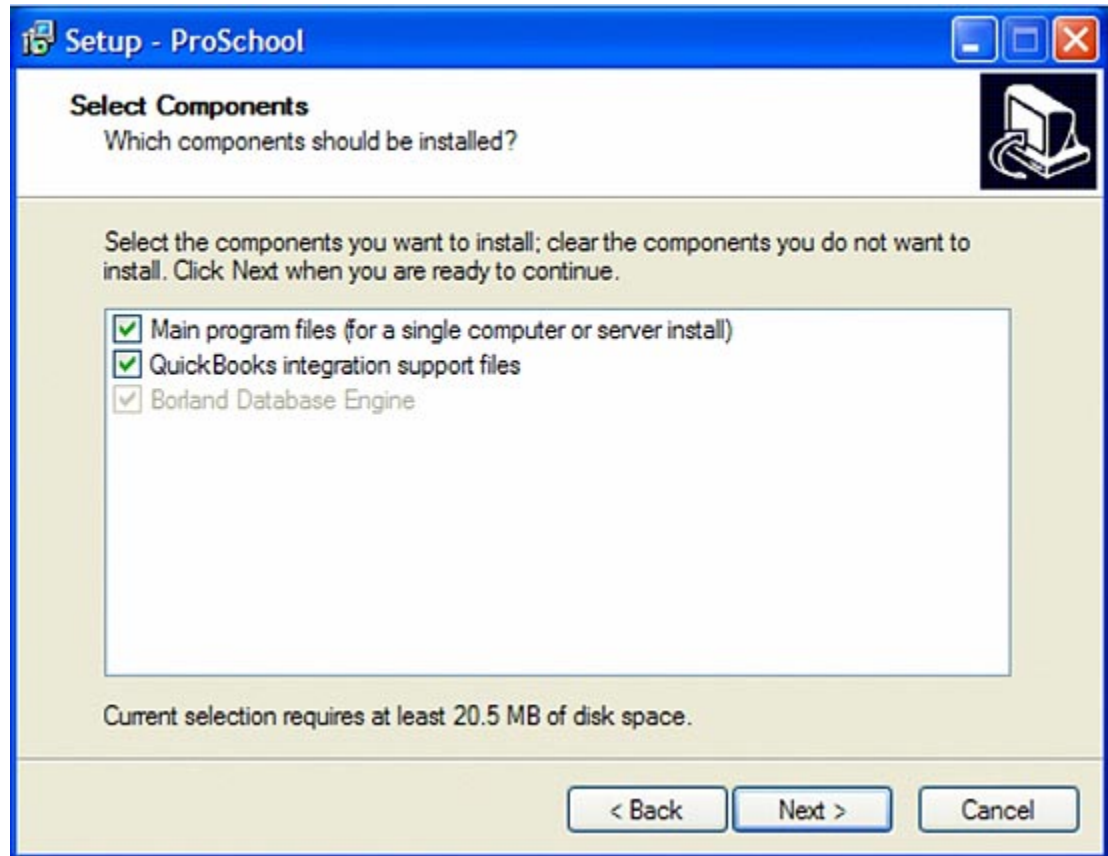 Setup - ProSchool
Select Components
Which components should be installed?
Select the components you want to install; clear the components you do not want to
install. Click Next when you are ready to continue.
Main program files (for a single computer or server install)
QuickBooks integration support files
Borland Database Engine
Current selection requires at least 20.5 MB of disk space.
< Back
Next >
Cancel